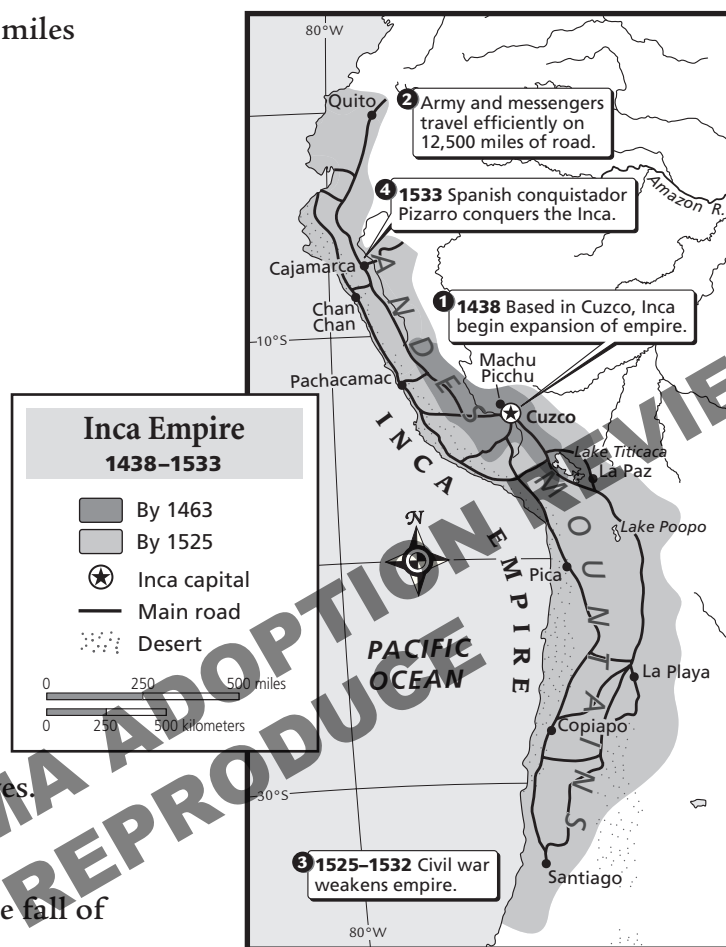 miles
80°W
Quito
2 Army and messengers
travel efficiently on
12,500 miles of road.
4 1533 Spanish conquistador
Pizarro conquers the Inca.
Amazon R.
Cajamarca
Chan
Chan
1 1438 Based in Cuzco, Inca
begin expansion of empire.
10°S
Machu
Picchu
Pachacamac
Cuzco
ANDES MOUNTAINS
INCA EMPIRE
Lake Titicaca
La Paz
Lake Poopo
N
Pica
PACIFIC
OCEAN
La Playa
Copiapo
30°S
3 1525–1532 Civil war
weakens empire.
Santiago
80°W
Inca Empire
1438–1533
By 1463
By 1525
Inca capital
Main road
Desert
0 250 500 miles
0 250 500 kilometers
e fall of
ADOPTION REVIE
REPRODUCE